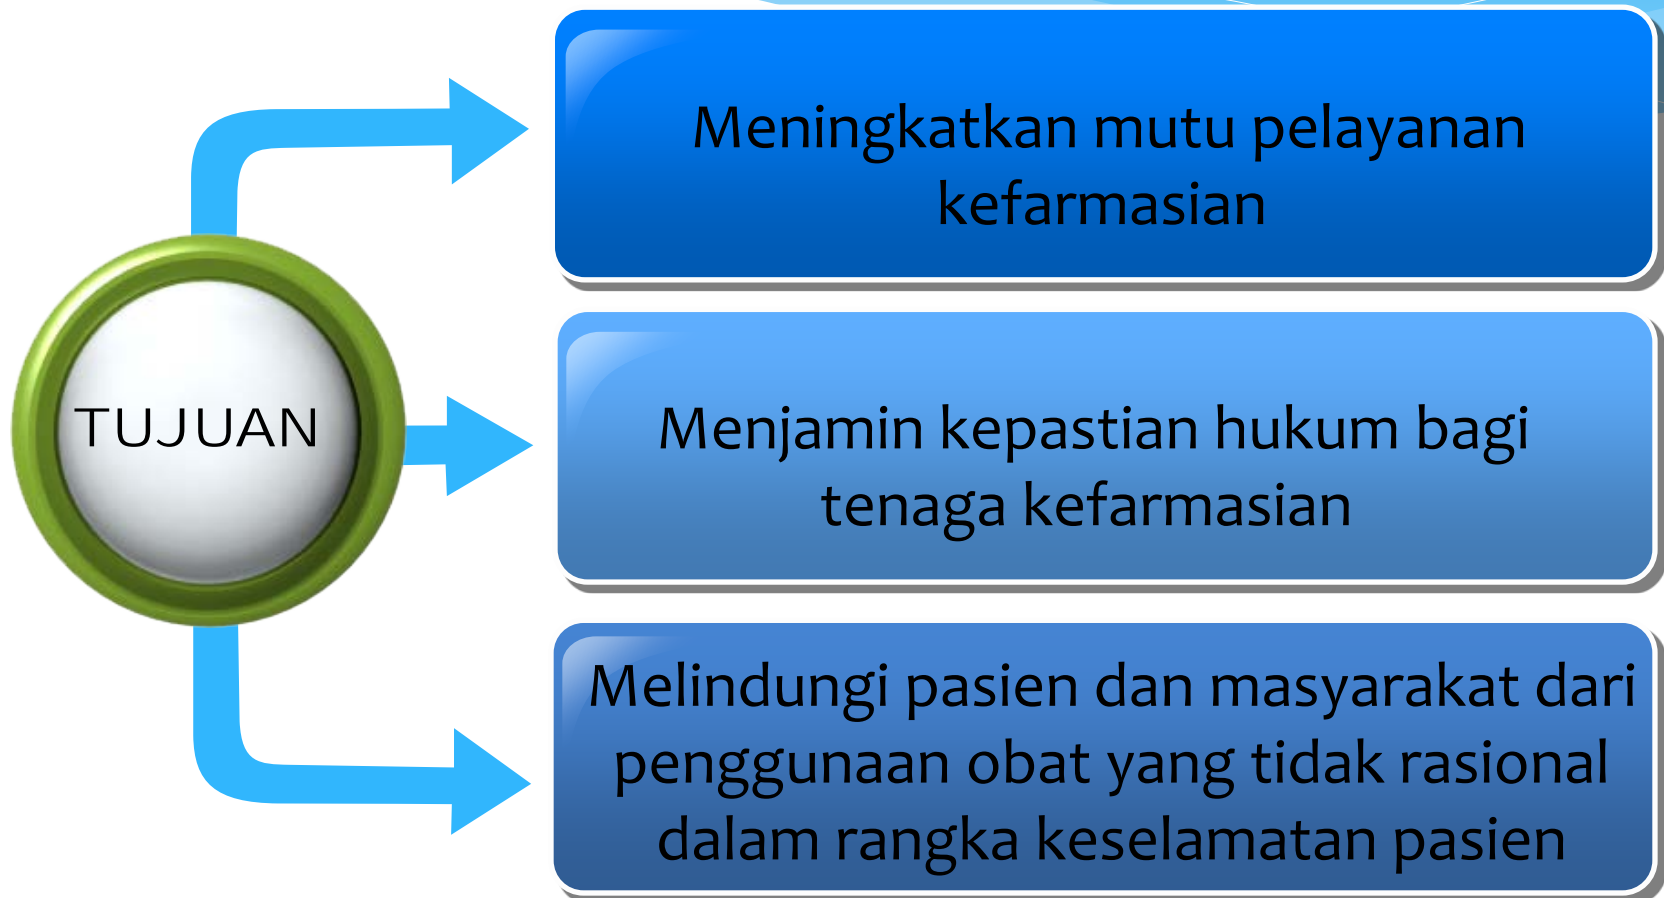 TUJUAN
Meningkatkan mutu pelayanan
kefarmasian
Menjamin kepastian hukum bagi
tenaga kefarmasian
Melindungi pasien dan masyarakat dari
penggunaan obat yang tidak rasional
dalam rangka keselamatan pasien